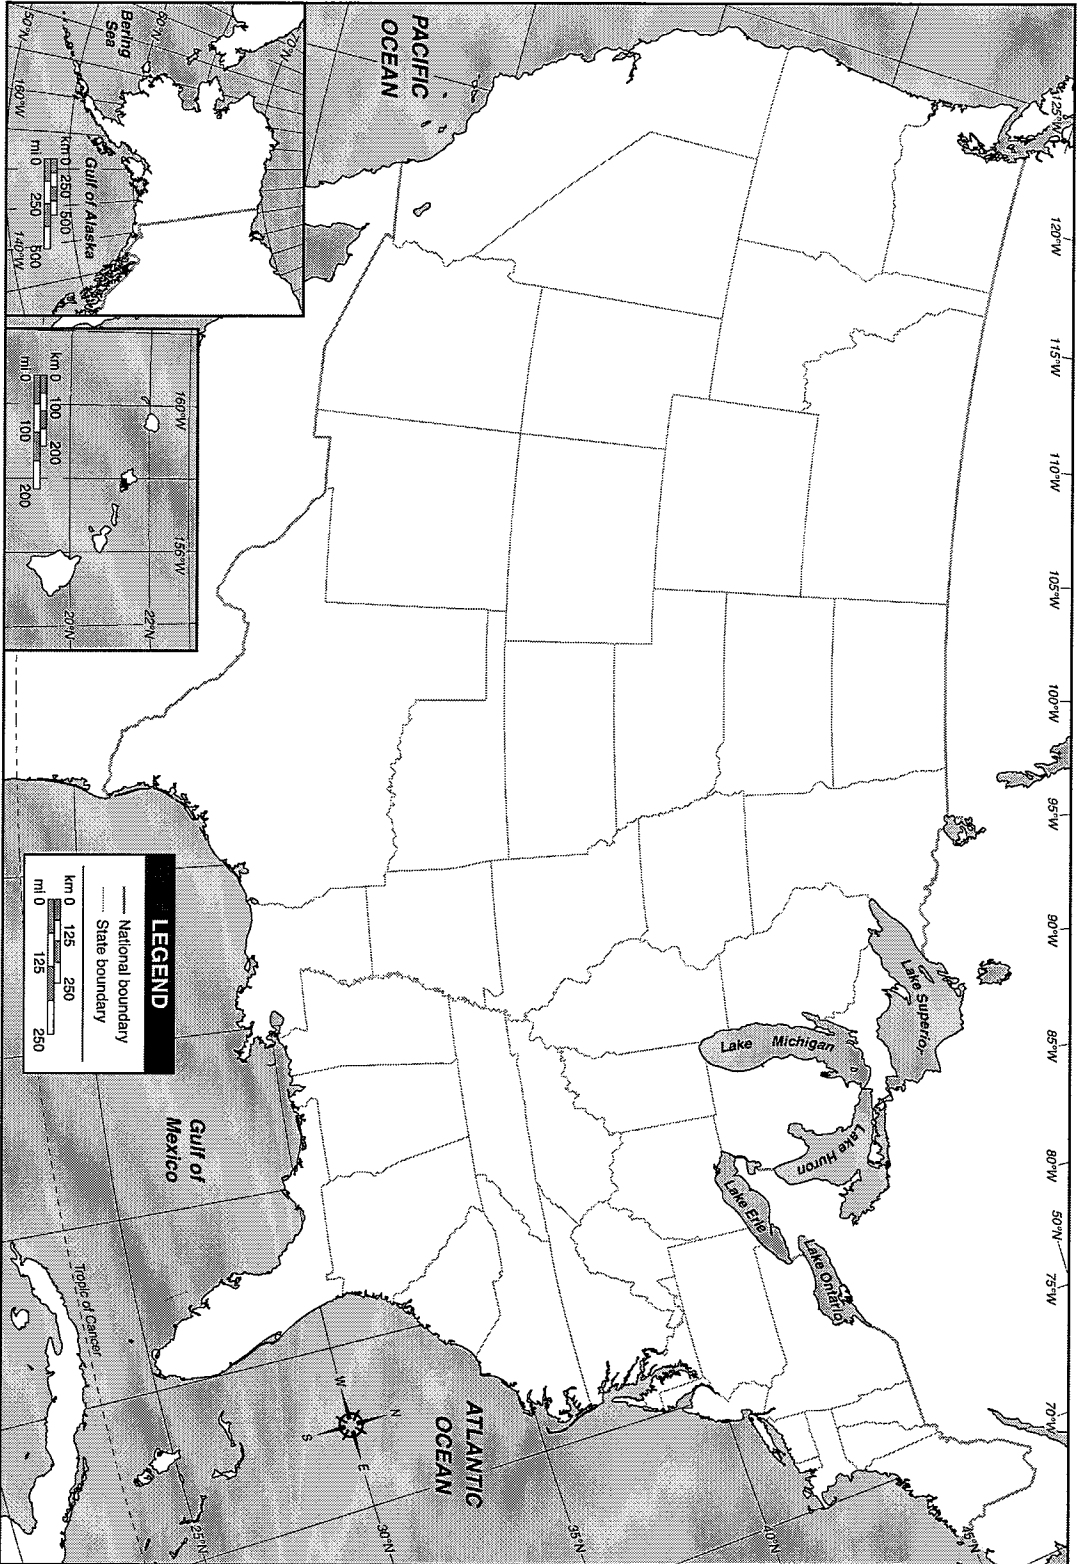 PACIFIC
OCEAN
125°W
120°W
115°W
110°W
105°W
100°W
95°W
90°W
85°W
80°W
50°N
75°W
70°W
45°N
40°N
35°N
30°N
25°N
Lake Superior
Lake Michigan
Lake Huron
Lake Erie
Lake Ontario
ATLANTIC
OCEAN
N
W
E
S
Gulf of
Mexico
Tropic of Cancer
LEGEND
National boundary
State boundary
km 0 125 250
mi 0 125 250
70°N
60°N
50°N
Bering
Sea
160°W
140°W
Gulf of Alaska
km 0 250 500
mi 0 250 500
160°W
156°W
22°N
20°N
km 0 100 200
mi 0 100 200